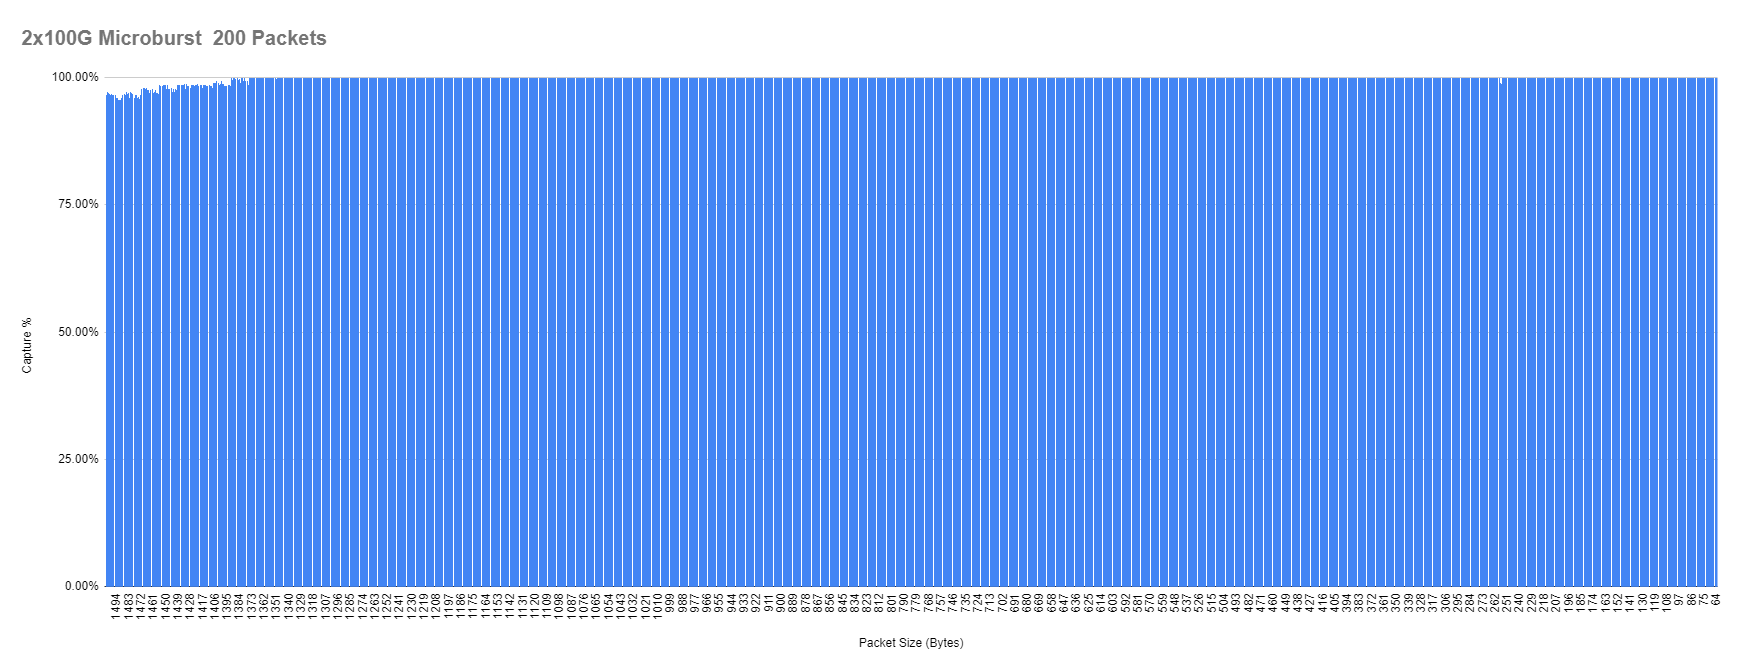 2x100G Microburst  200 Packets
100.00%
75.00%
50.00%
25.00%
0.00%
Capture %
1494 1483 1472 1461 1450 1439 1428 1417 1406 1395 1384 1373 1362 1351 1340 1329 1318 1307 1296 1285 1274 1263 1252 1241 1230 1219 1208 1197 1186 1175 1164 1153 1142 1131 1120 1109 1098 1087 1076 1065 1054 1043 1032 1021 1010 999 988 977 966 955 944 933 922 911 900 889 878 867 856 845 834 823 812 801 790 779 768 757 746 735 724 713 702 691 680 669 658 647 636 625 614 603 592 581 570 559 548 537 526 515 504 493 482 471 460 449 438 427 416 405 394 383 372 361 350 339 328 317 306 295 284 273 262 251 240 229 218 207 196 185 174 163 152 141 130 119 108 97 86 75 64
Packet Size (Bytes)